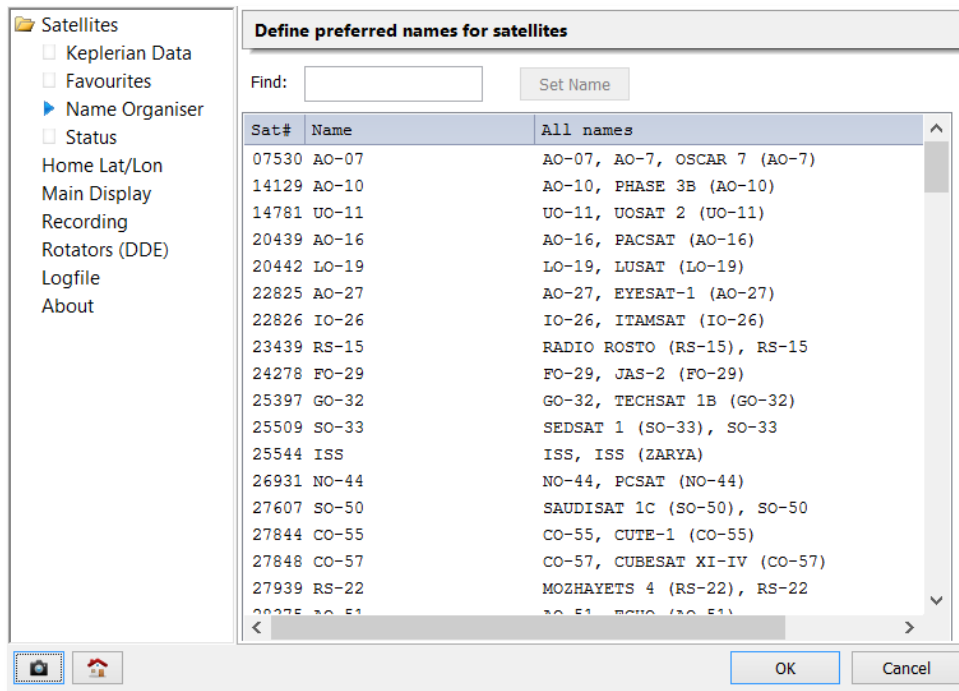 Satellites
Keplerian Data
Favourites
Name Organiser
Status
Home Lat/Lon
Main Display
Recording
Rotators (DDE)
Logfile
About
Define preferred names for satellites
Find: Set Name
Sat# Name All names
07530 AO-07 AO-07, AO-7, OSCAR 7 (AO-7)
14129 AO-10 AO-10, PHASE 3B (AO-10)
14781 UO-11 UO-11, UOSAT 2 (UO-11)
20439 AO-16 AO-16, PACSAT (AO-16)
20442 LO-19 LO-19, LUSAT (LO-19)
22825 AO-27 AO-27, EYESAT-1 (AO-27)
22826 IO-26 IO-26, ITAMSAT (IO-26)
23439 RS-15 RADIO ROSTO (RS-15), RS-15
24278 FO-29 FO-29, JAS-2 (FO-29)
25397 GO-32 GO-32, TECHSAT 1B (GO-32)
25509 SO-33 SEDSAT 1 (SO-33), SO-33
25544 ISS ISS, ISS (ZARYA)
26931 NO-44 NO-44, PCSAT (NO-44)
27607 SO-50 SAUDISAT 1C (SO-50), SO-50
27844 CO-55 CO-55, CUTE-1 (CO-55)
27848 CO-57 CO-57, CUBESAT XI-IV (CO-57)
27939 RS-22 MOZHAYETS 4 (RS-22), RS-22
28375 AO-51 AO-51, ECHO (AO-51)
OK Cancel